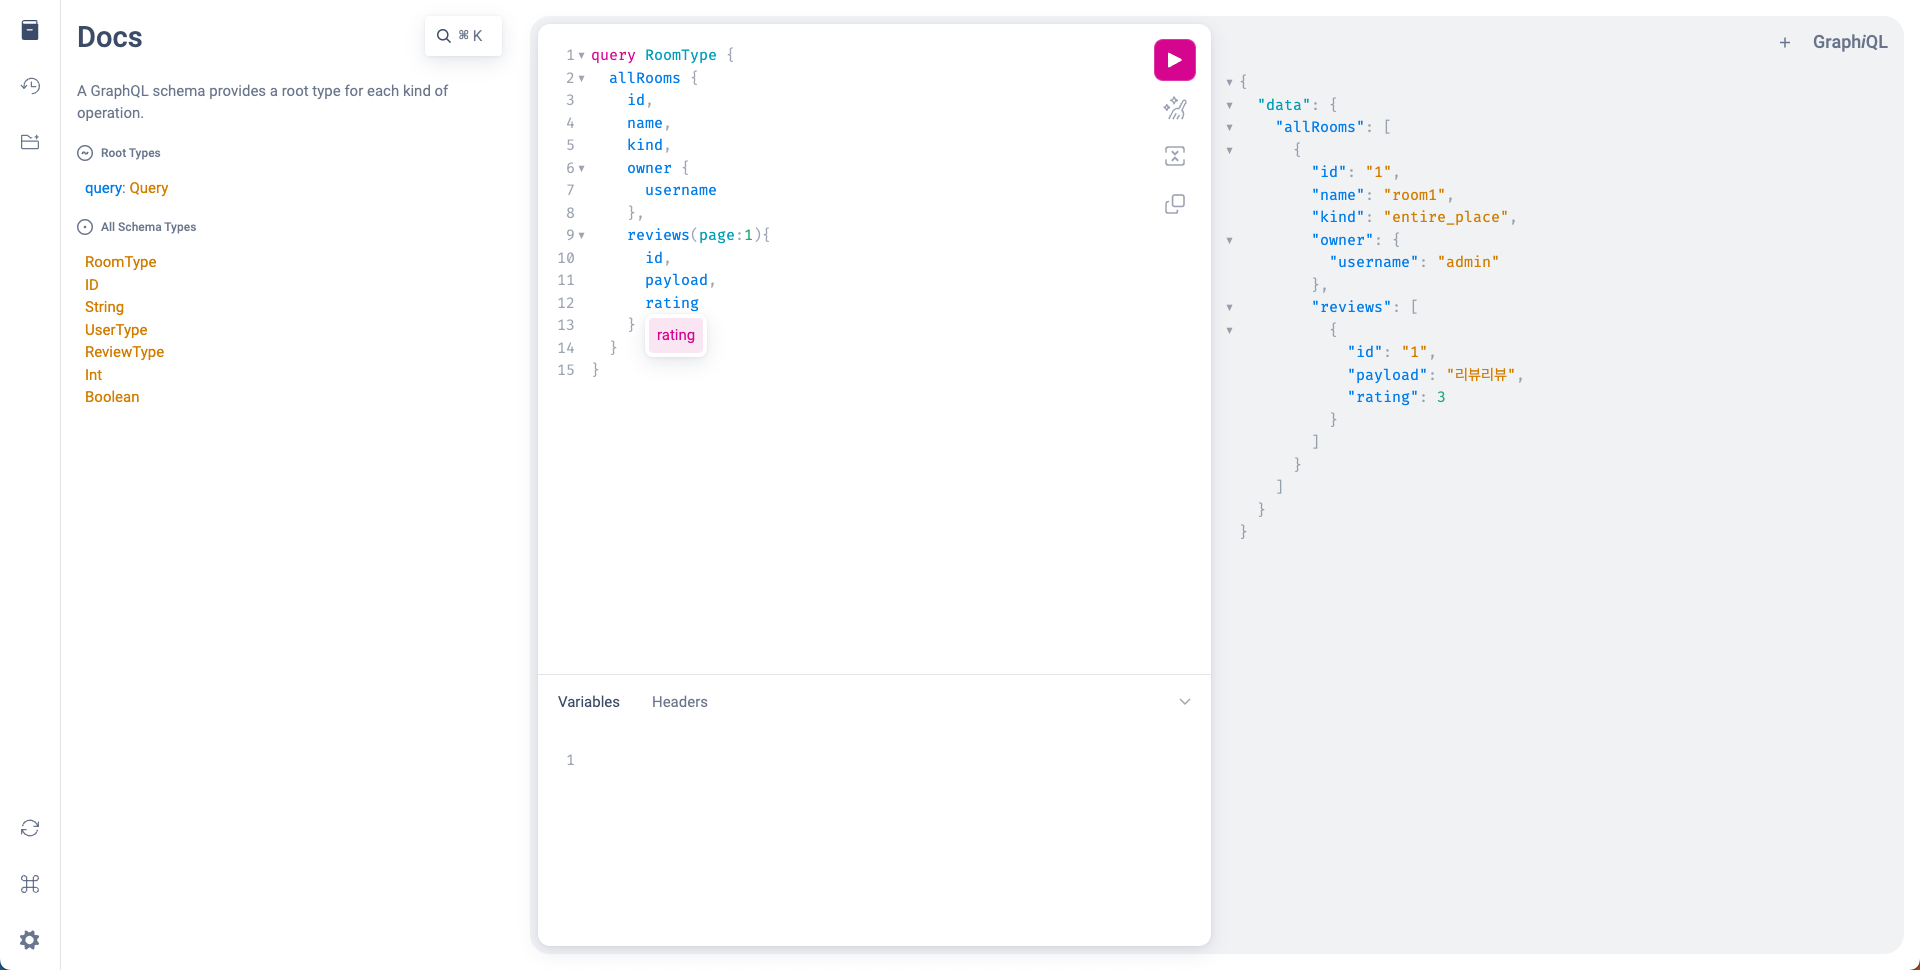 Docs
⌘ K
A GraphQL schema provides a root type for each kind of
operation.
Root Types
query: Query
All Schema Types
RoomType
ID
String
UserType
ReviewType
Int
Boolean
1 query RoomType {
2 allRooms {
3 id,
4 name,
5 kind,
6 owner {
7 username
8 },
9 reviews(page:1){
10 id,
11 payload,
12 rating
13 }
rating
14 }
15 }
Variables Headers
1
+ GraphiQL
{
"data": {
"allRooms": [
{
"id": "1",
"name": "room1",
"kind": "entire_place",
"owner": {
"username": "admin"
},
"reviews": [
{
"id": "1",
"payload": "리뷰리뷰",
"rating": 3
}
]
}
]
}
}